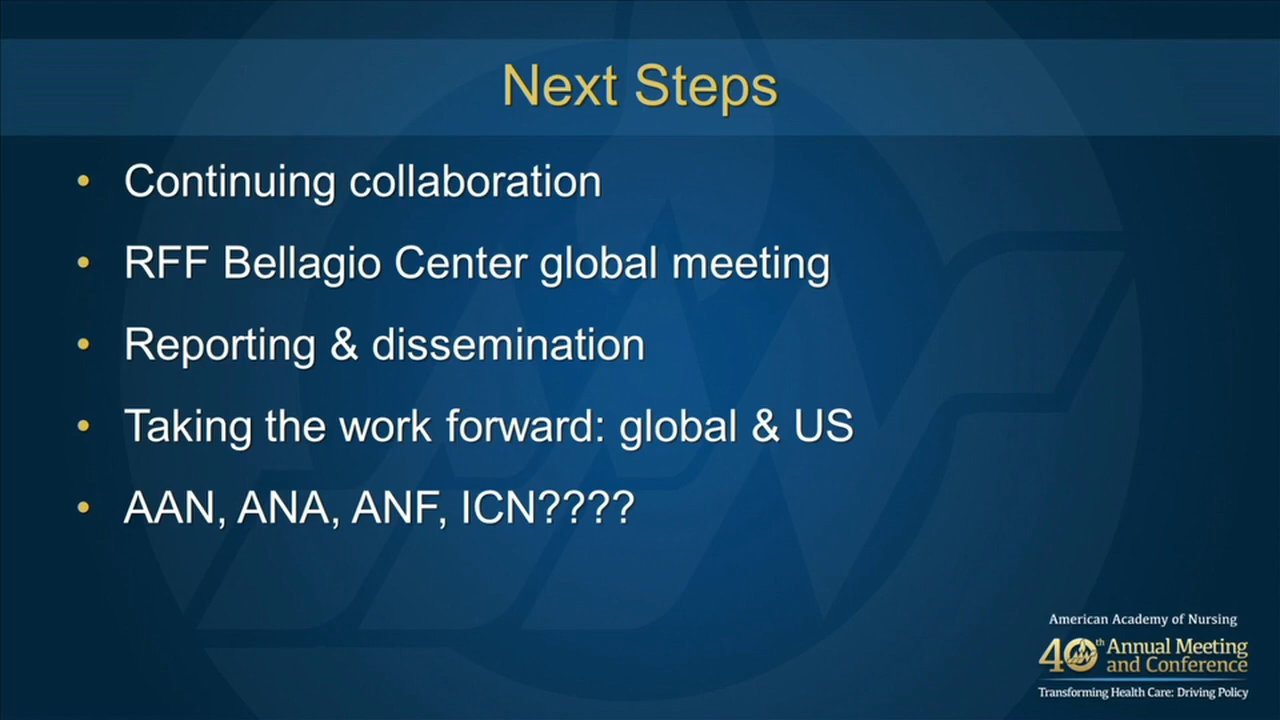 Next Steps
• Continuing collaboration
• RFF Bellagio Center global meeting
• Reporting & dissemination
• Taking the work forward: global & US
• AAN, ANA, ANF, ICN????
American Academy of Nursing
40th Annual Meeting
and Conference
Transforming Health Care: Driving Policy